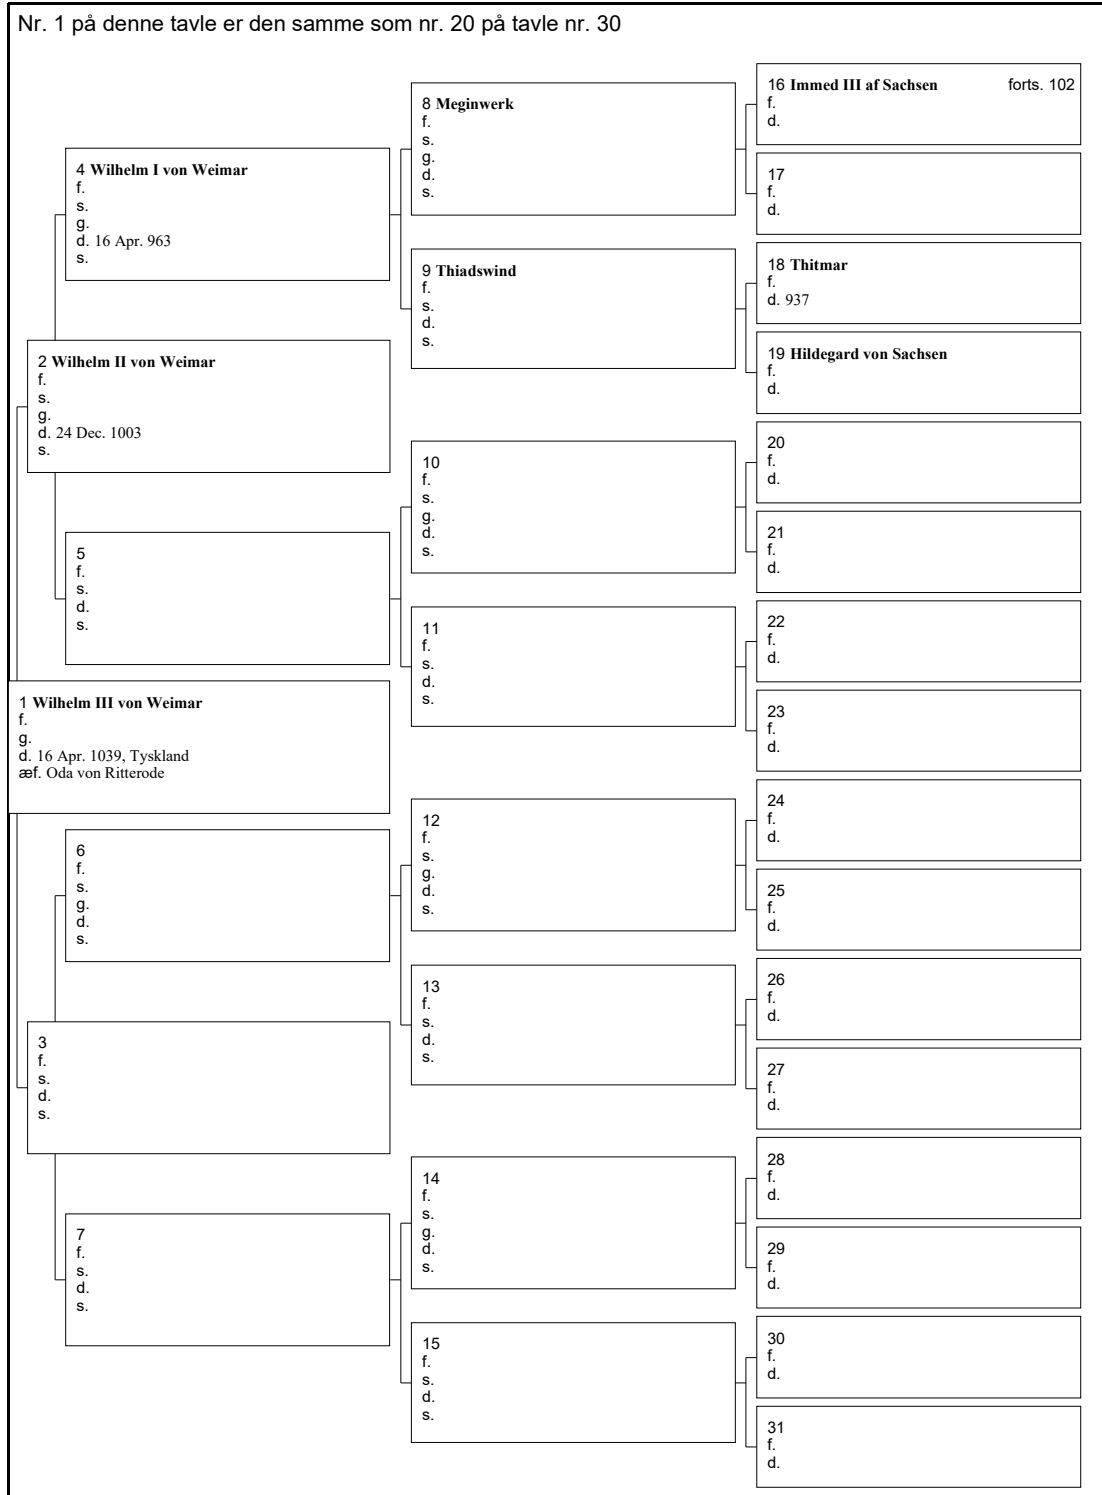 Nr. 1 på denne tavle er den samme som nr. 20 på tavle nr. 30
16 Immed III af Sachsen forts. 102
f.
d.
8 Meginwerk
f.
s.
g.
d.
s.
17
f.
d.
4 Wilhelm I von Weimar
f.
s.
g.
d. 16 Apr. 963
s.
18 Thitmar
f.
d. 937
9 Thiadswind
f.
s.
d.
s.
19 Hildegard von Sachsen
f.
d.
2 Wilhelm II von Weimar
f.
s.
g.
d. 24 Dec. 1003
s.
20
f.
d.
10
f.
s.
g.
d.
s.
21
f.
d.
5
f.
s.
d.
s.
22
f.
d.
11
f.
s.
d.
s.
23
f.
d.
1 Wilhelm III von Weimar
f.
g.
d. 16 Apr. 1039, Tyskland
æf. Oda von Ritterode
24
f.
d.
12
f.
s.
g.
d.
s.
25
f.
d.
6
f.
s.
g.
d.
s.
26
f.
d.
13
f.
s.
d.
s.
27
f.
d.
3
f.
s.
d.
s.
28
f.
d.
14
f.
s.
g.
d.
s.
29
f.
d.
7
f.
s.
d.
s.
30
f.
d.
15
f.
s.
d.
s.
31
f.
d.